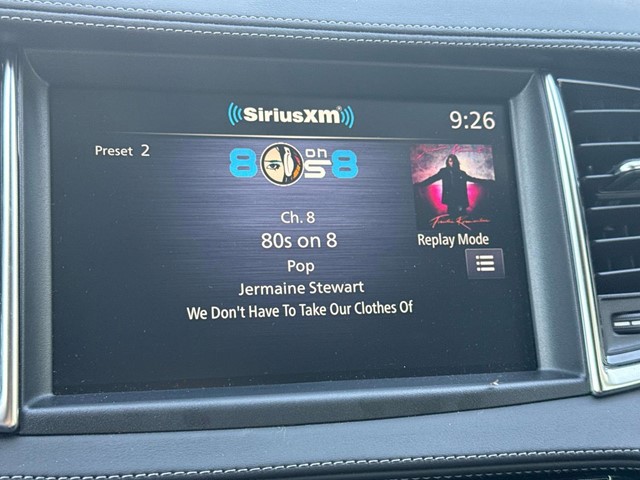 SiriusXM
9:26
Preset 2
80s on 8
Ch. 8
80s on 8
Replay Mode
Pop
Jermaine Stewart
We Don't Have To Take Our Clothes Of